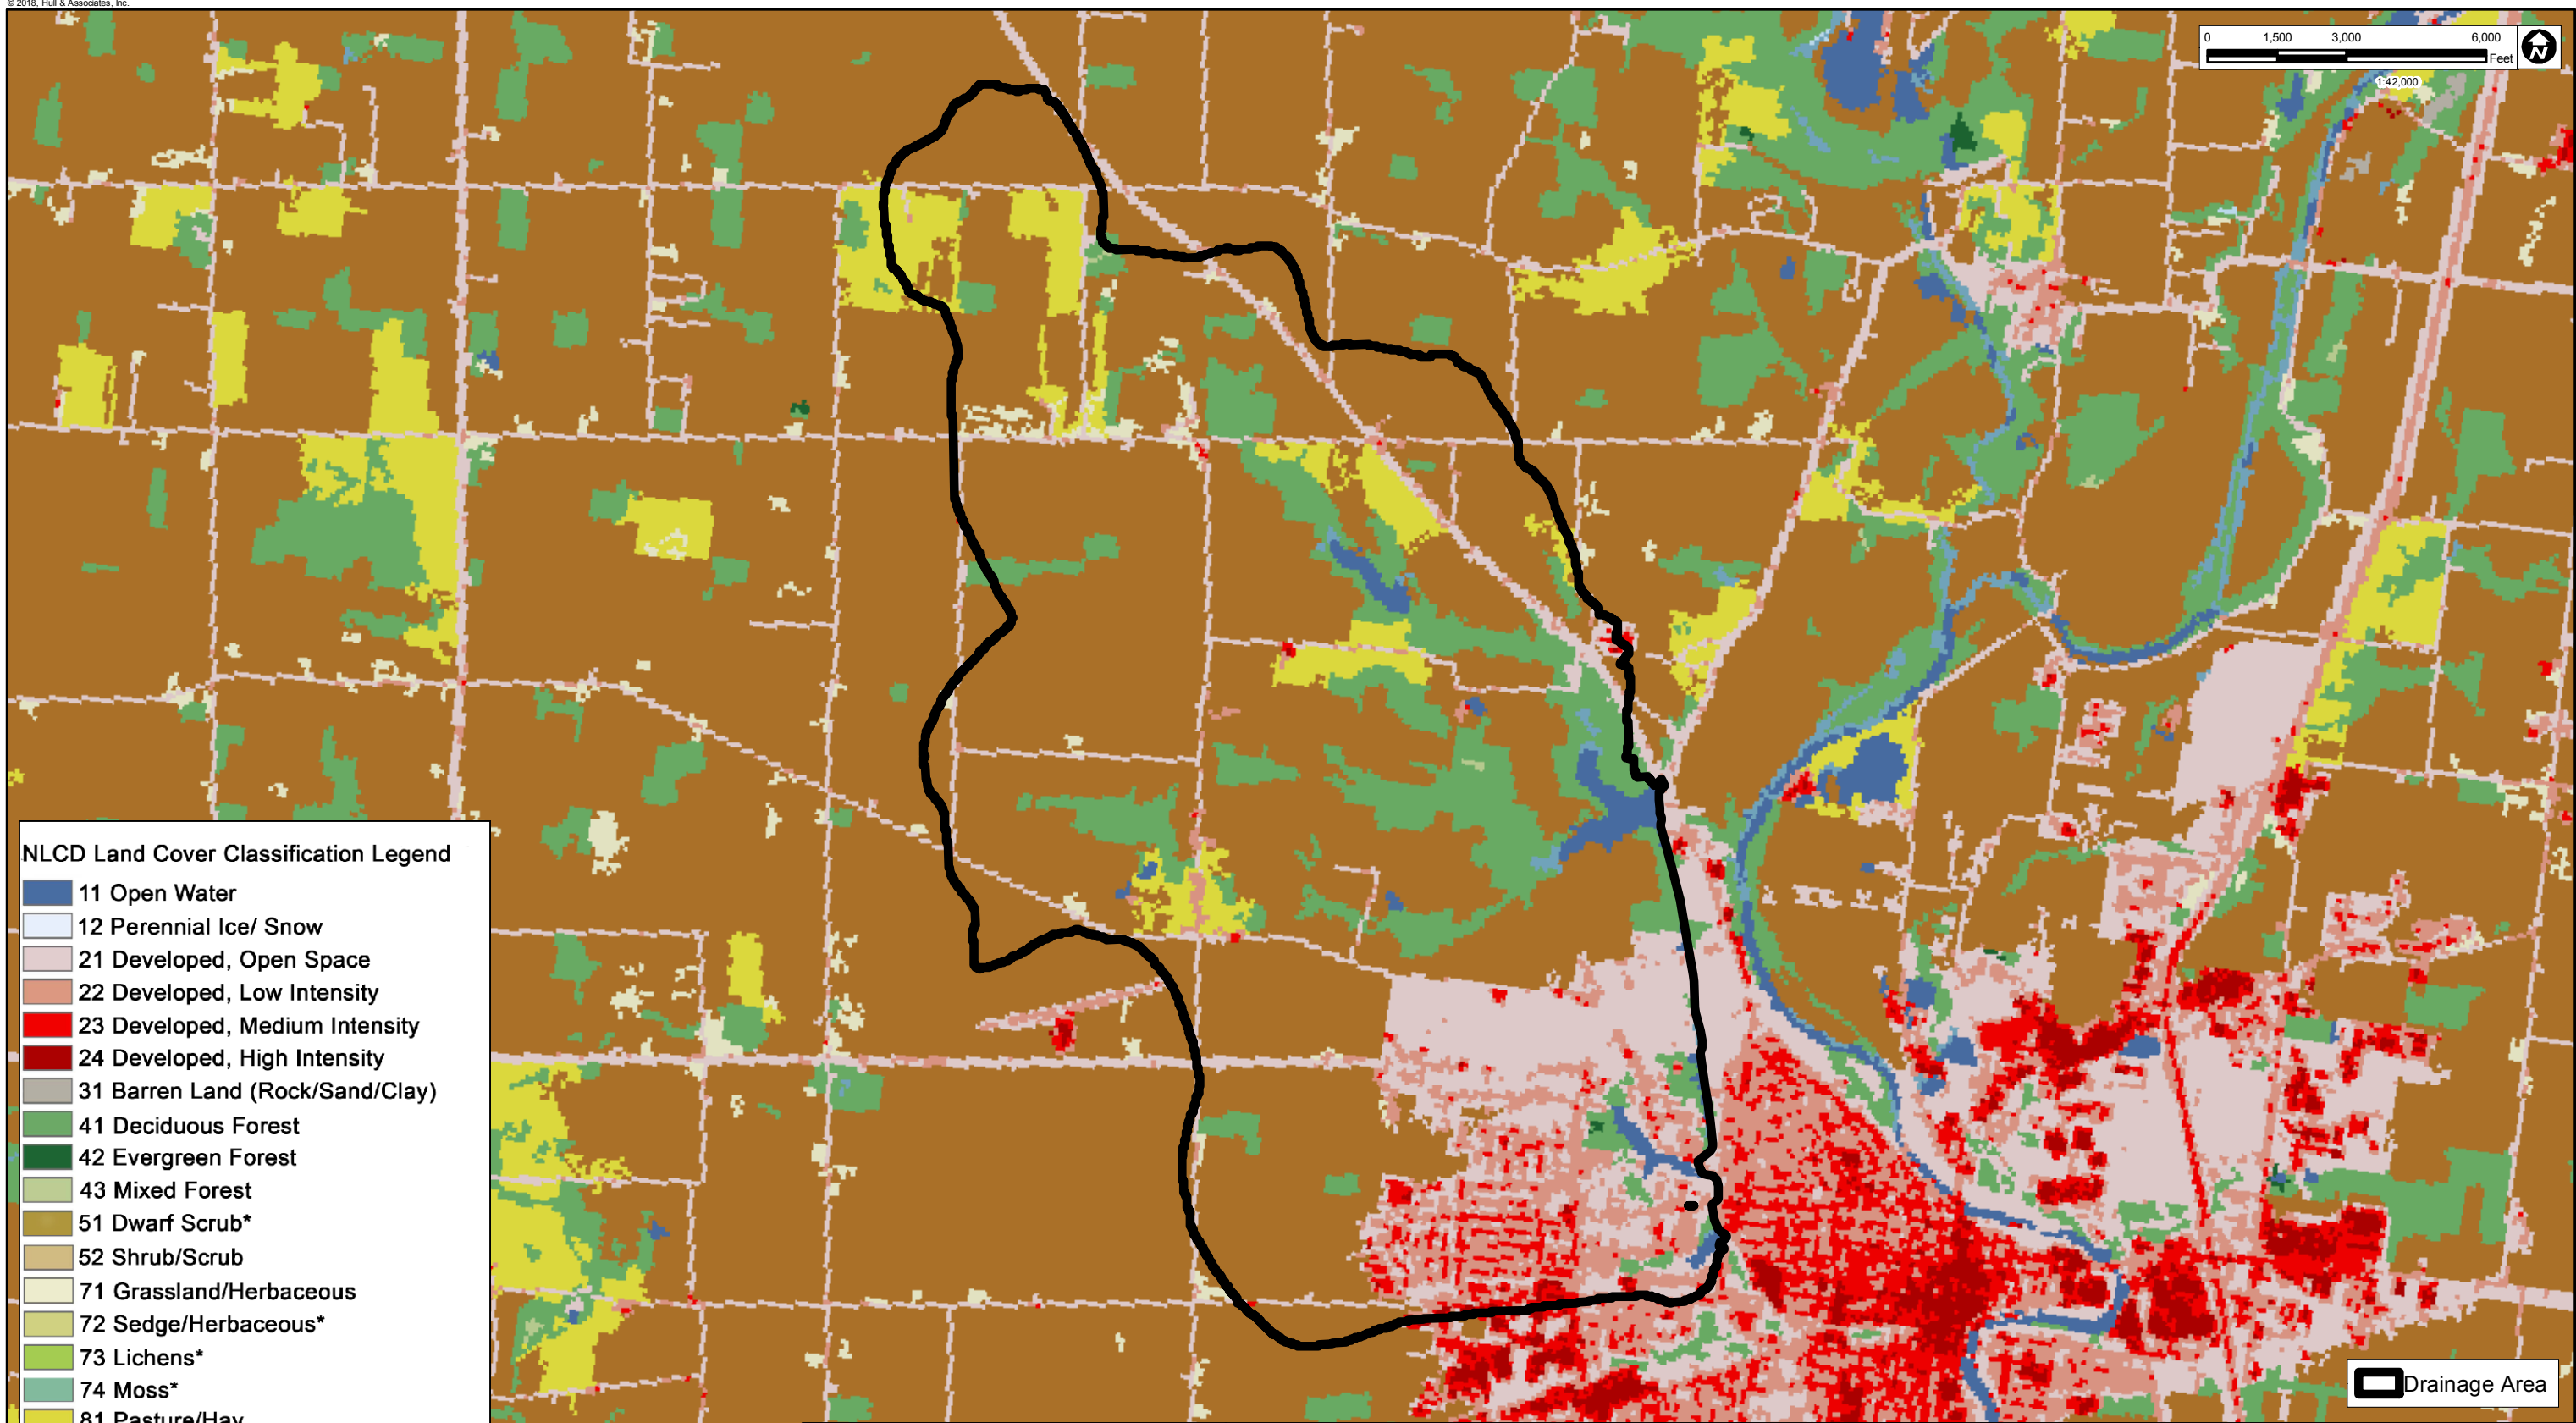 © 2018, Hull & Associates, Inc.
0 1,500 3,000 6,000
Feet
N
1:42,000
NLCD Land Cover Classification Legend
11 Open Water
12 Perennial Ice/ Snow
21 Developed, Open Space
22 Developed, Low Intensity
23 Developed, Medium Intensity
24 Developed, High Intensity
31 Barren Land (Rock/Sand/Clay)
41 Deciduous Forest
42 Evergreen Forest
43 Mixed Forest
51 Dwarf Scrub*
52 Shrub/Scrub
71 Grassland/Herbaceous
72 Sedge/Herbaceous*
73 Lichens*
74 Moss*
81 Pasture/Hay
Drainage Area